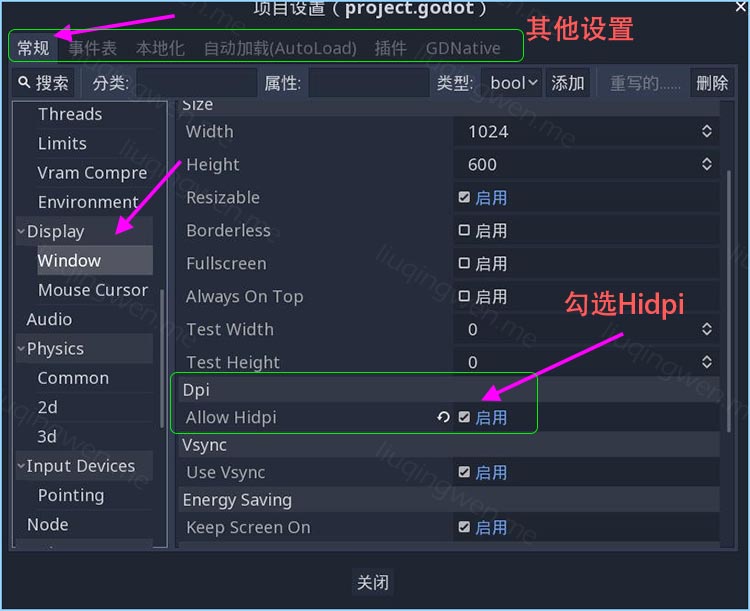 项目设置（project.godot）
其他设置
常规 事件表 本地化 自动加载(AutoLoad) 插件 GDNative
搜索 分类: 属性: 类型: bool 添加 重写的...... 删除
Threads
Limits
Vram Compre
Environment
Display
Window
Mouse Cursor
Audio
Physics
Common
2d
3d
Input Devices
Pointing
Node
Size
Width 1024
Height 600
Resizable 启用
Borderless 启用
Fullscreen 启用
Always On Top 启用
勾选Hidpi
Test Width 0
Test Height 0
Dpi
Allow Hidpi 启用
Vsync
Use Vsync 启用
Energy Saving
Keep Screen On 启用
关闭
liuqingwen.me